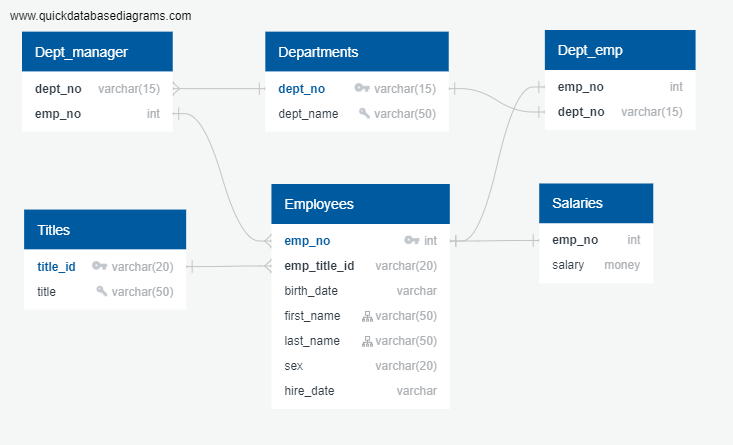 www.quickdatabasediagrams.com
Dept_manager
dept_no varchar(15)
emp_no int
Departments
dept_no varchar(15)
dept_name varchar(50)
Dept_emp
emp_no int
dept_no varchar(15)
Titles
title_id varchar(20)
title varchar(50)
Employees
emp_no int
emp_title_id varchar(20)
birth_date varchar
first_name varchar(50)
last_name varchar(50)
sex varchar(20)
hire_date varchar
Salaries
emp_no int
salary money